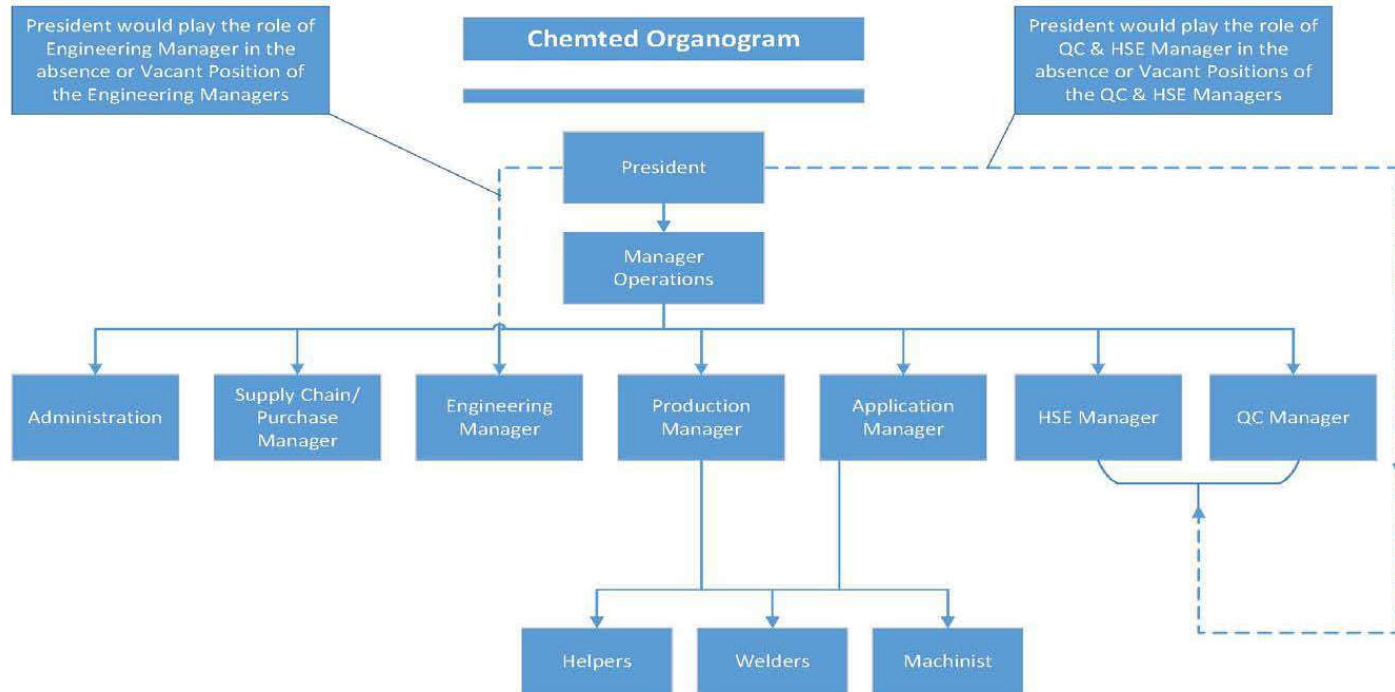 President would play the role of
Engineering Manager in the
absence or Vacant Position of
the Engineering Managers
Chemted Organogram
President would play the role of
QC & HSE Manager in the
absence or Vacant Positions of
the QC & HSE Managers
President
Manager
Operations
Administration
Supply Chain/
Purchase
Manager
Engineering
Manager
Production
Manager
Application
Manager
HSE Manager
QC Manager
Helpers
Welders
Machinist